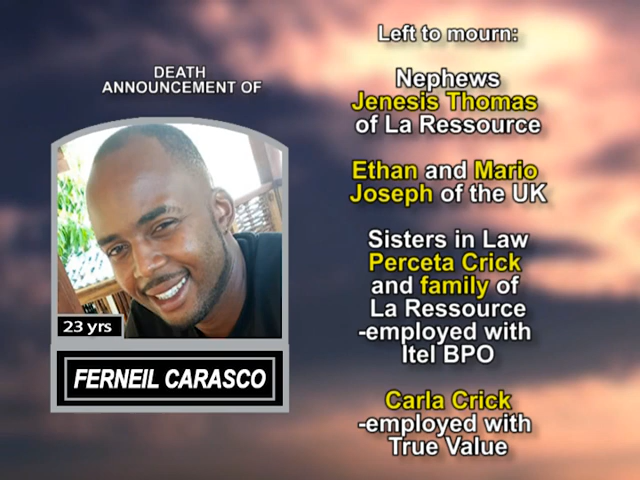 DEATH
ANNOUNCEMENT OF
23 yrs
FERNEIL CARASCO
Left to mourn:
Nephews
Jenesis Thomas
of La Ressource
Ethan and Mario
Joseph of the UK
Sisters in Law
Perceta Crick
and family of
La Ressource
-employed with
Itel BPO
Carla Crick
-employed with
True Value